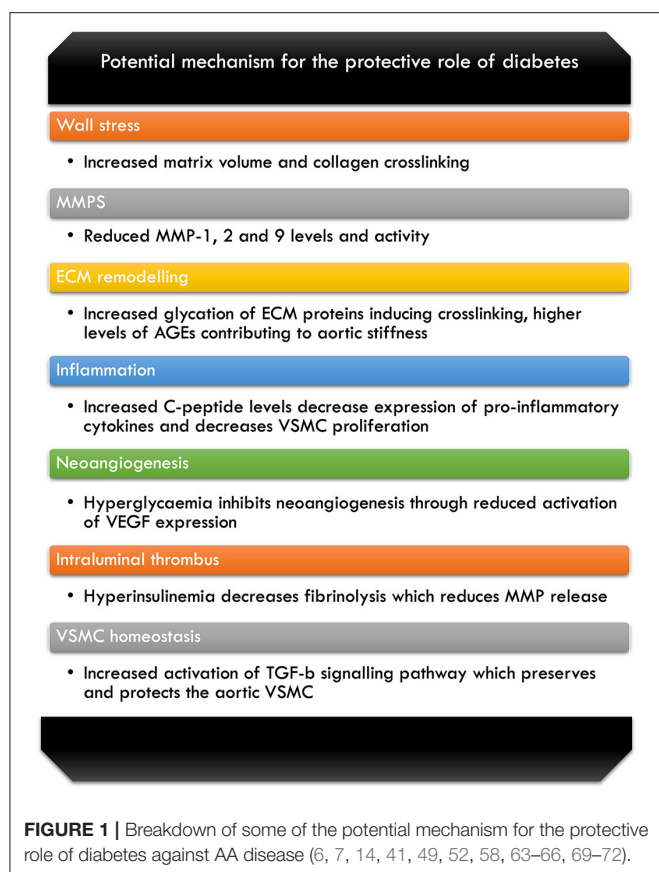 Potential mechanism for the protective role of diabetes
Wall stress
• Increased matrix volume and collagen crosslinking
MMPS
• Reduced MMP-1, 2 and 9 levels and activity
ECM remodelling
• Increased glycation of ECM proteins inducing crosslinking, higher
levels of AGEs contributing to aortic stiffness
Inflammation
• Increased C-peptide levels decrease expression of pro-inflammatory
cytokines and decreases VSMC proliferation
Neoangiogenesis
• Hyperglycaemia inhibits neoangiogenesis through reduced activation
of VEGF expression
Intraluminal thrombus
• Hyperinsulinemia decreases fibrinolysis which reduces MMP release
VSMC homeostasis
• Increased activation of TGF-b signalling pathway which preserves
and protects the aortic VSMC
FIGURE 1 | Breakdown of some of the potential mechanism for the protective
role of diabetes against AA disease (6, 7, 14, 41, 49, 52, 58, 63–66, 69–72).